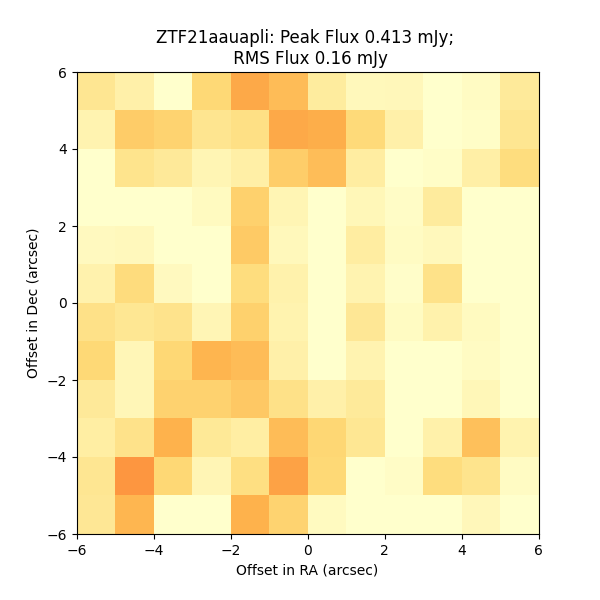 ZTF21aauapli: Peak Flux 0.413 mJy;
RMS Flux 0.16 mJy
6
4
2
0
−2
−4
−6
Offset in Dec (arcsec)
−6 −4 −2 0 2 4 6
Offset in RA (arcsec)